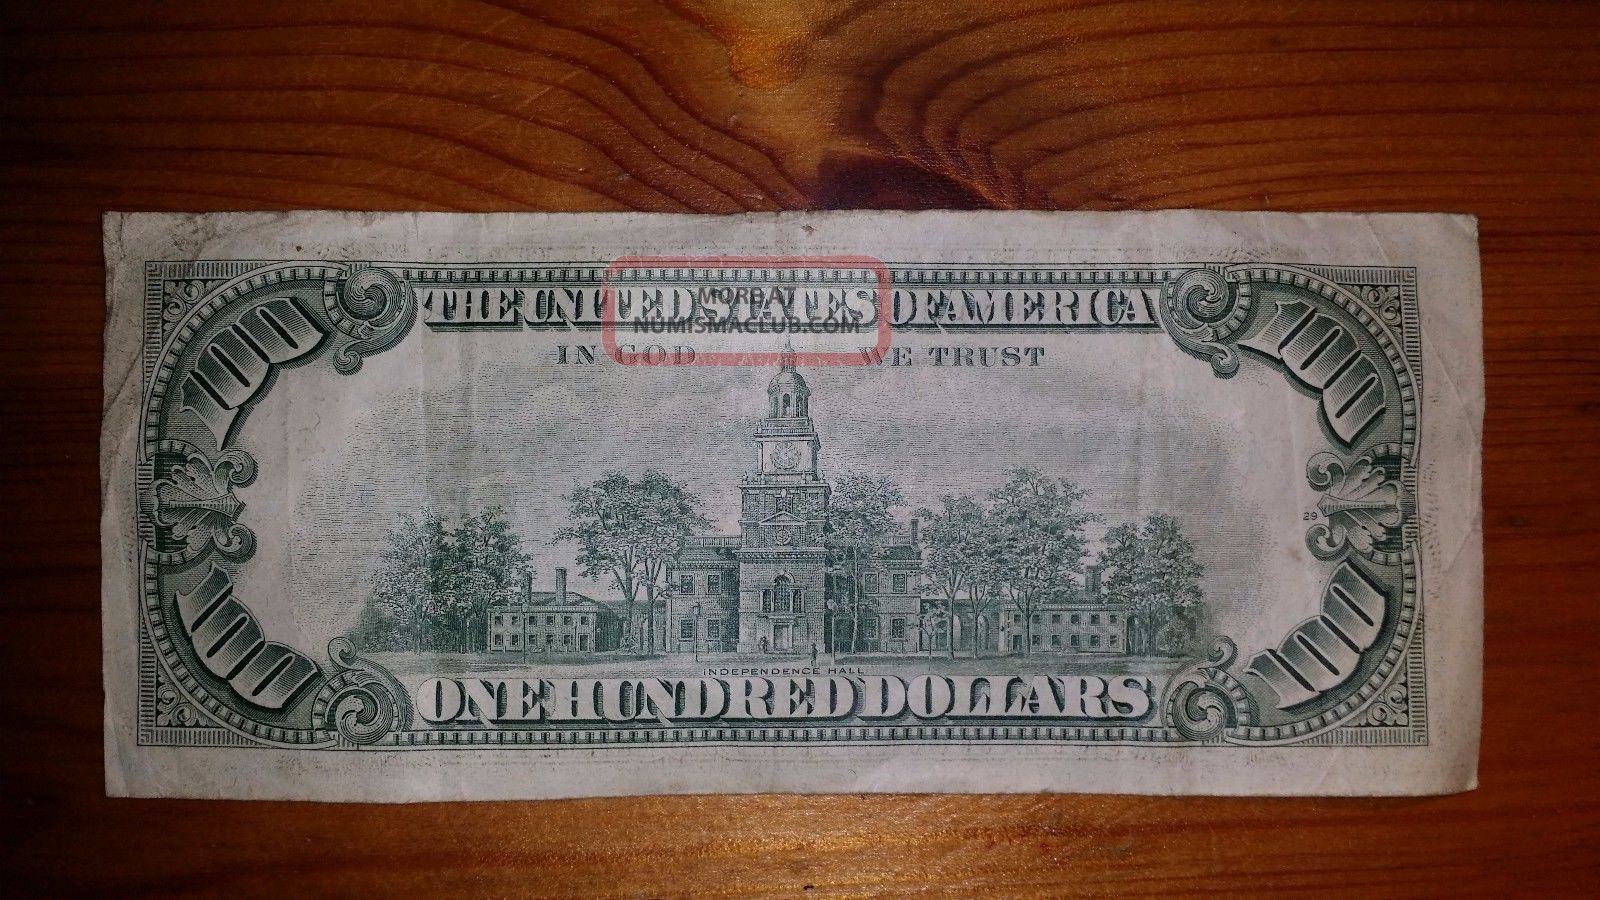 THE UNITED STATES OF AMERICA
MORE AT
NUMISMACLUB.COM
IN GOD WE TRUST
100
100
29
100
100
INDEPENDENCE HALL
ONE HUNDRED DOLLARS